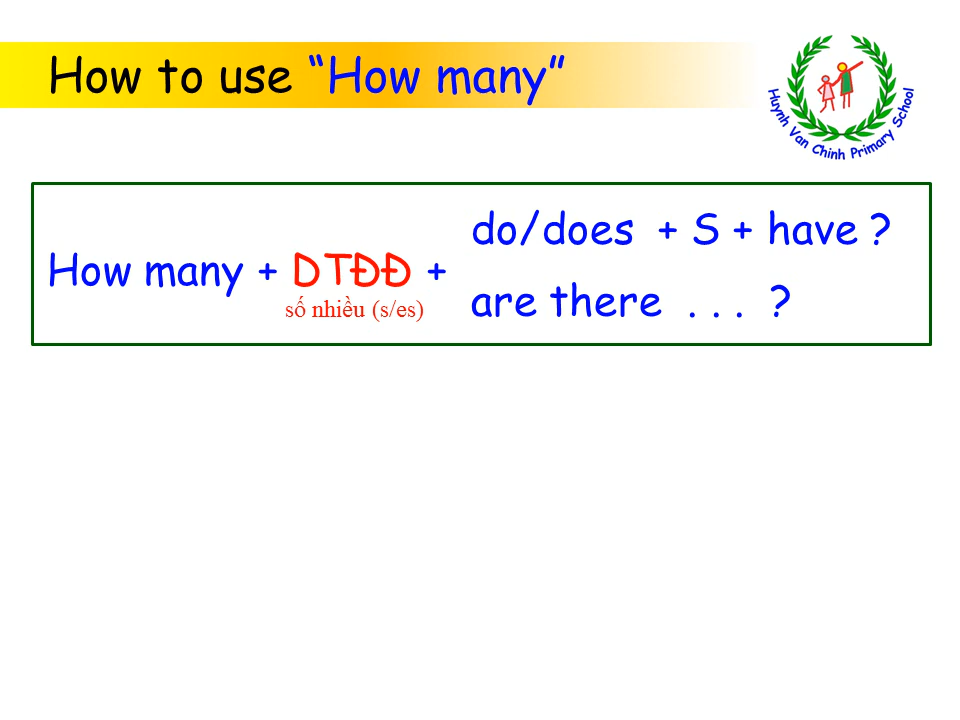 How to use “How many”
Huynh Van Chinh Primary School
How many + DTĐĐ +
số nhiều (s/es)
do/does + S + have ?
are there . . . ?